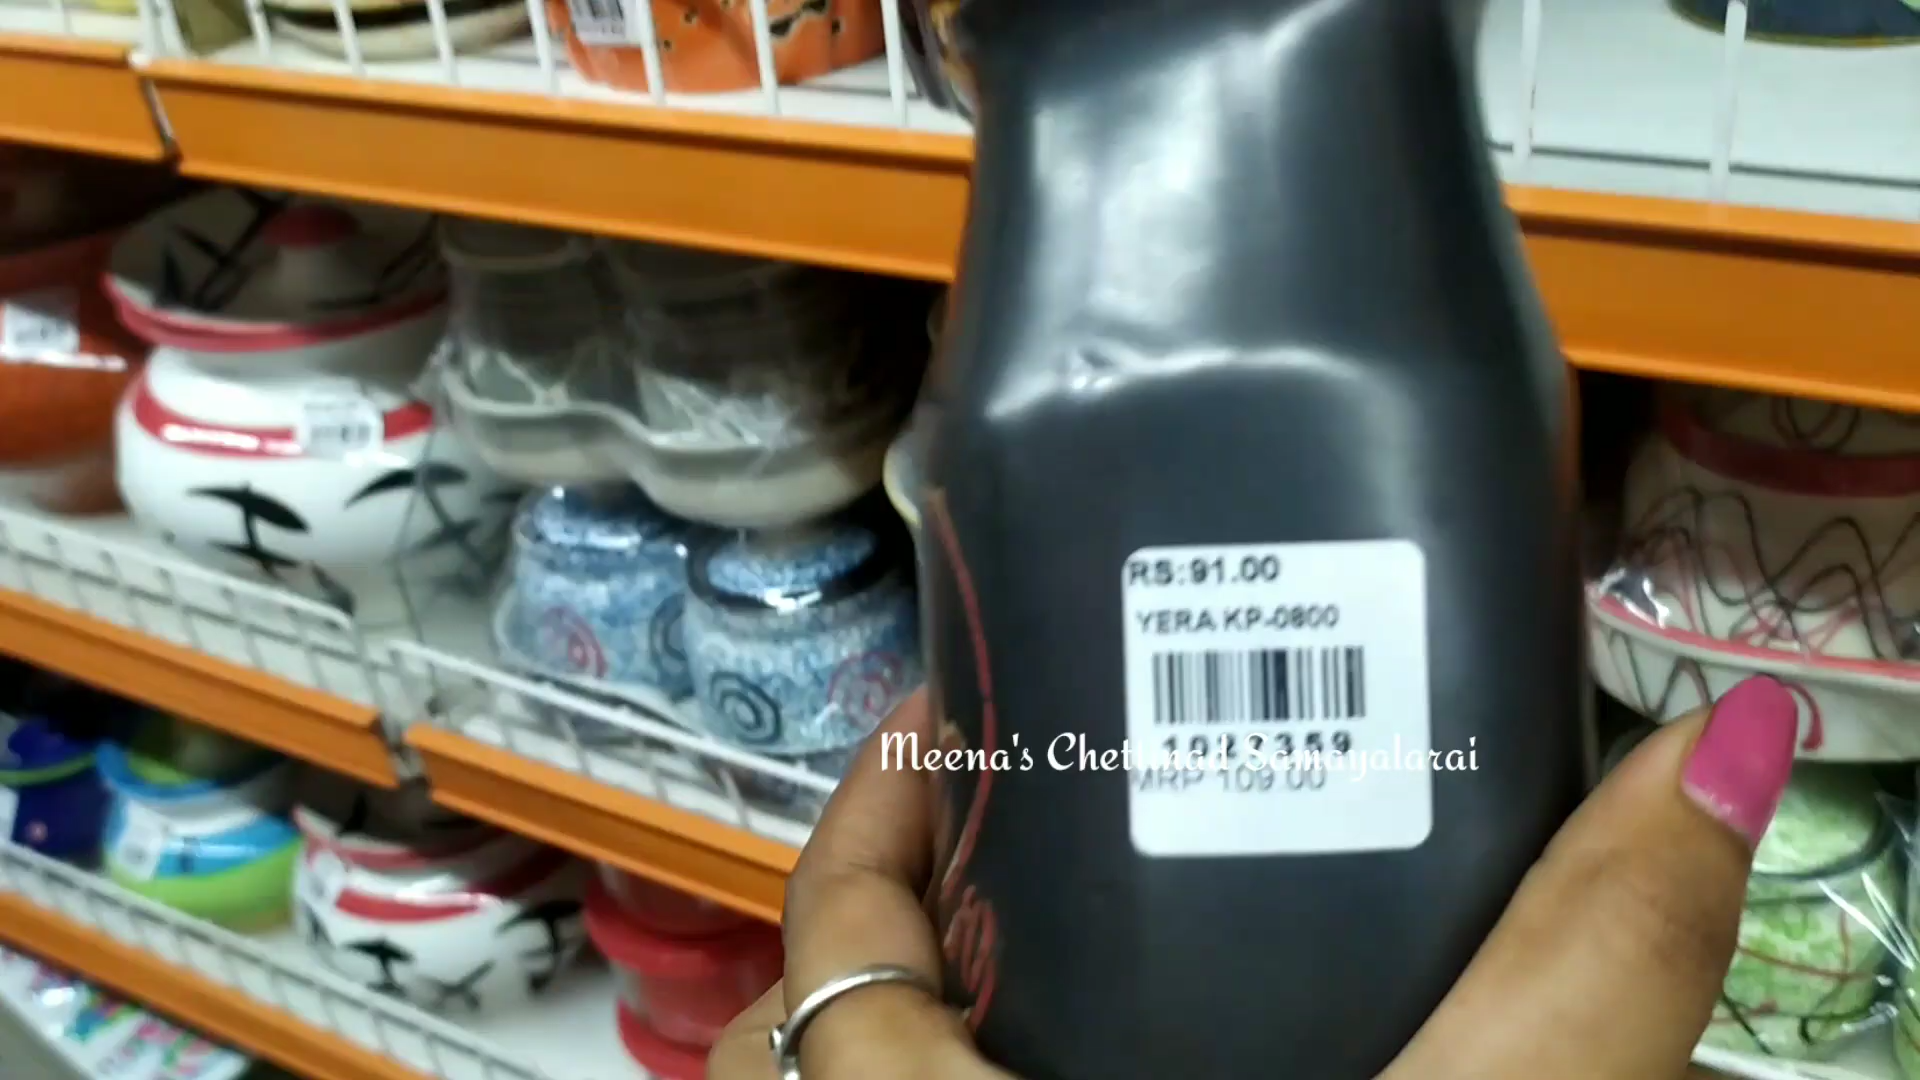 RS:91.00
YERA KP-0800
Meena's Chettinad Samayalarai
MRP 109.00